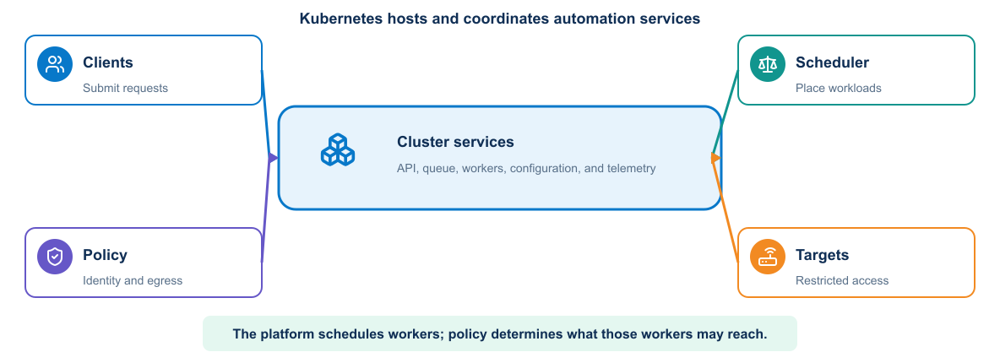 Kubernetes hosts and coordinates automation services
Clients
Submit requests
Scheduler
Place workloads
Cluster services
API, queue, workers, configuration, and telemetry
Policy
Identity and egress
Targets
Restricted access
The platform schedules workers; policy determines what those workers may reach.